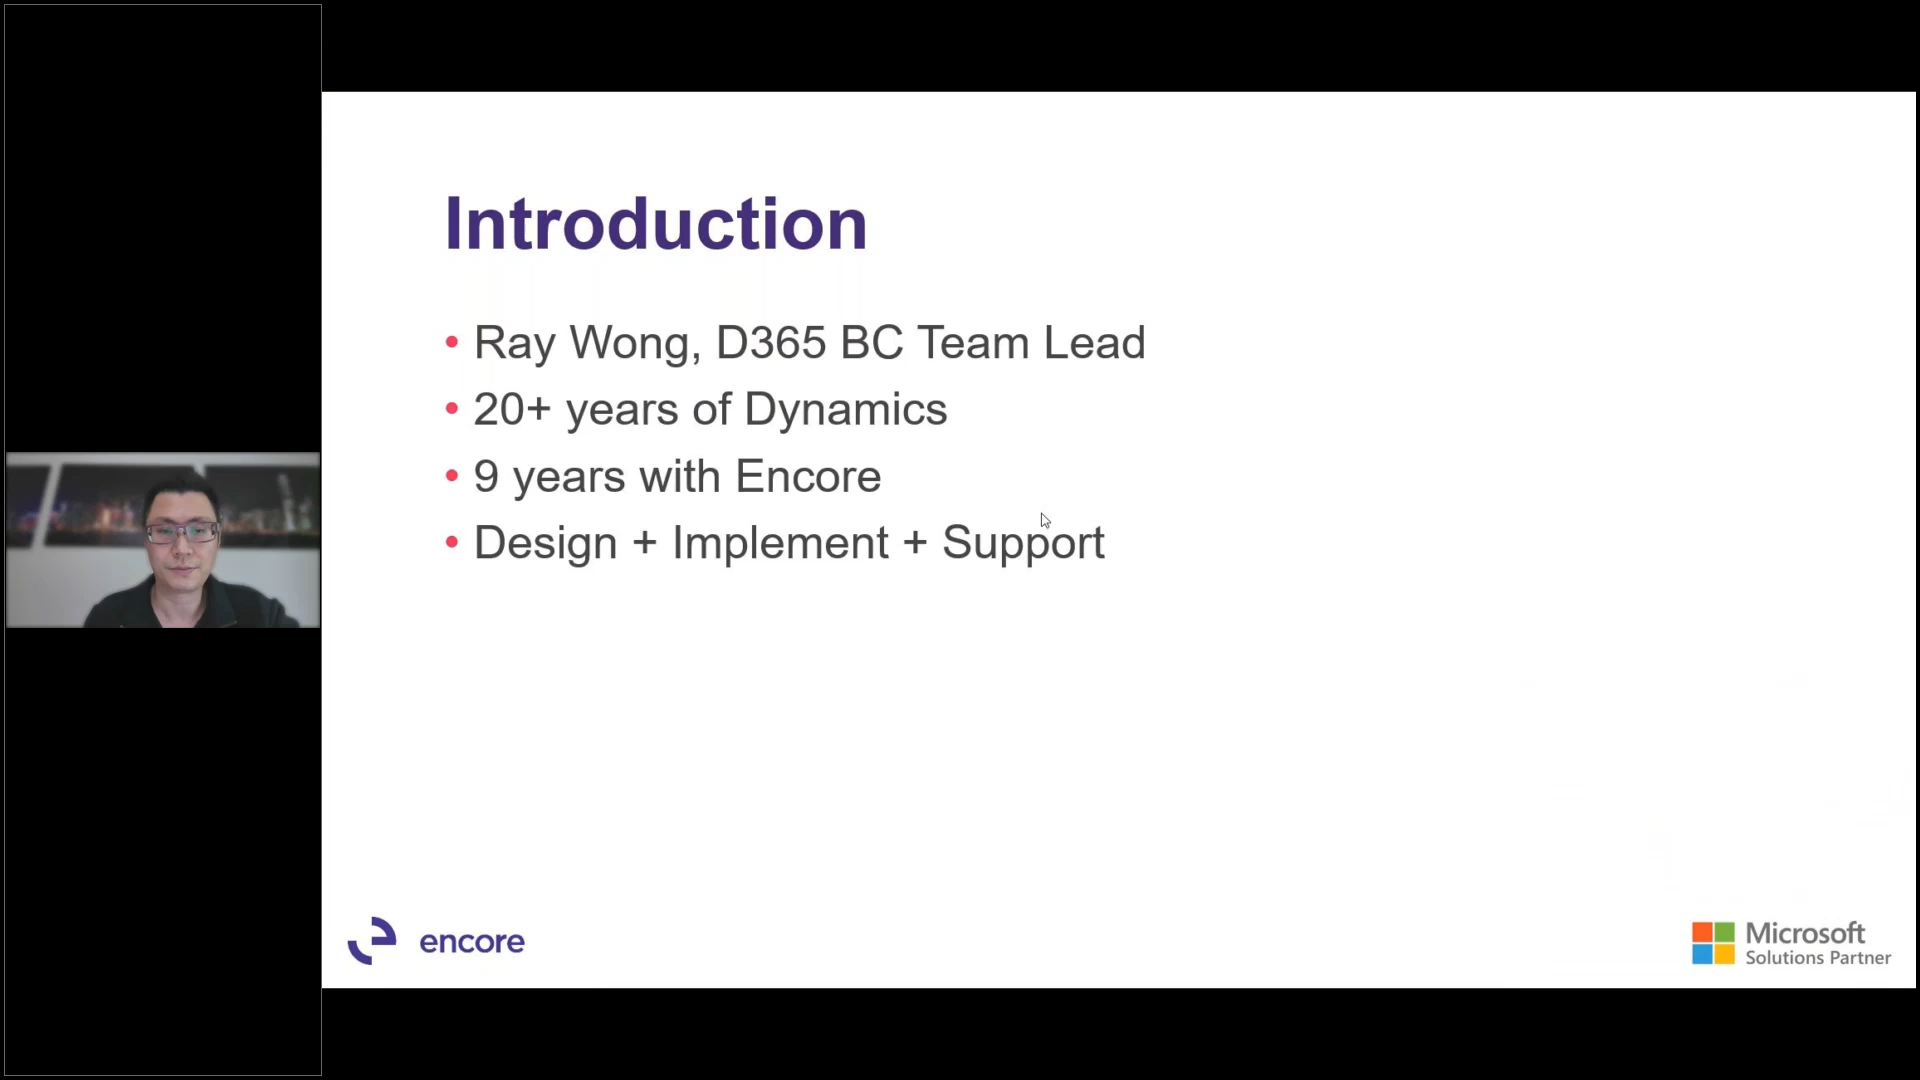 Introduction
• Ray Wong, D365 BC Team Lead
• 20+ years of Dynamics
• 9 years with Encore
• Design + Implement + Support
encore
Microsoft
Solutions Partner